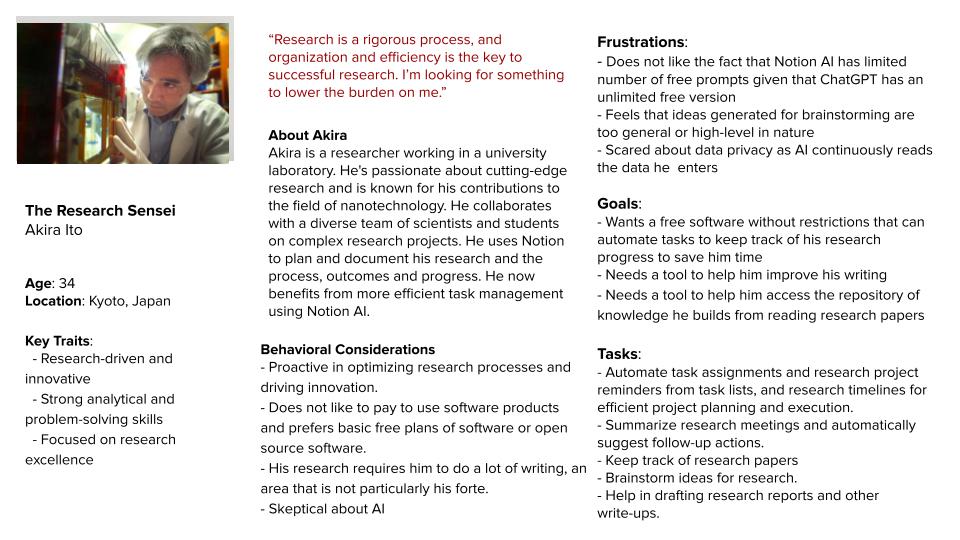 The Research Sensei
Akira Ito
Age: 34
Location: Kyoto, Japan
Key Traits:
- Research-driven and
innovative
- Strong analytical and
problem-solving skills
- Focused on research
excellence
“Research is a rigorous process, and
organization and efficiency is the key to
successful research. I’m looking for something
to lower the burden on me.”
About Akira
Akira is a researcher working in a university
laboratory. He's passionate about cutting-edge
research and is known for his contributions to
the field of nanotechnology. He collaborates
with a diverse team of scientists and students
on complex research projects. He uses Notion
to plan and document his research and the
process, outcomes and progress. He now
benefits from more efficient task management
using Notion AI.
Behavioral Considerations
- Proactive in optimizing research processes and
driving innovation.
- Does not like to pay to use software products
and prefers basic free plans of software or open
source software.
- His research requires him to do a lot of writing, an
area that is not particularly his forte.
- Skeptical about AI
Frustrations:
- Does not like the fact that Notion AI has limited
number of free prompts given that ChatGPT has an
unlimited free version
- Feels that ideas generated for brainstorming are
too general or high-level in nature
- Scared about data privacy as AI continuously reads
the data he  enters
Goals:
- Wants a free software without restrictions that can
automate tasks to keep track of his research
progress to save him time
- Needs a tool to help him improve his writing
- Needs a tool to help him access the repository of
knowledge he builds from reading research papers
Tasks:
- Automate task assignments and research project
reminders from task lists, and research timelines for
efficient project planning and execution.
- Summarize research meetings and automatically
suggest follow-up actions.
- Keep track of research papers
- Brainstorm ideas for research.
- Help in drafting research reports and other
write-ups.